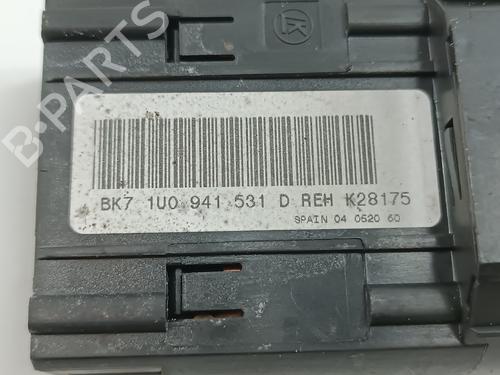 B-PARTS
BK7 1U0 941 531 D REH K28175
SPAIN 04 0520 60